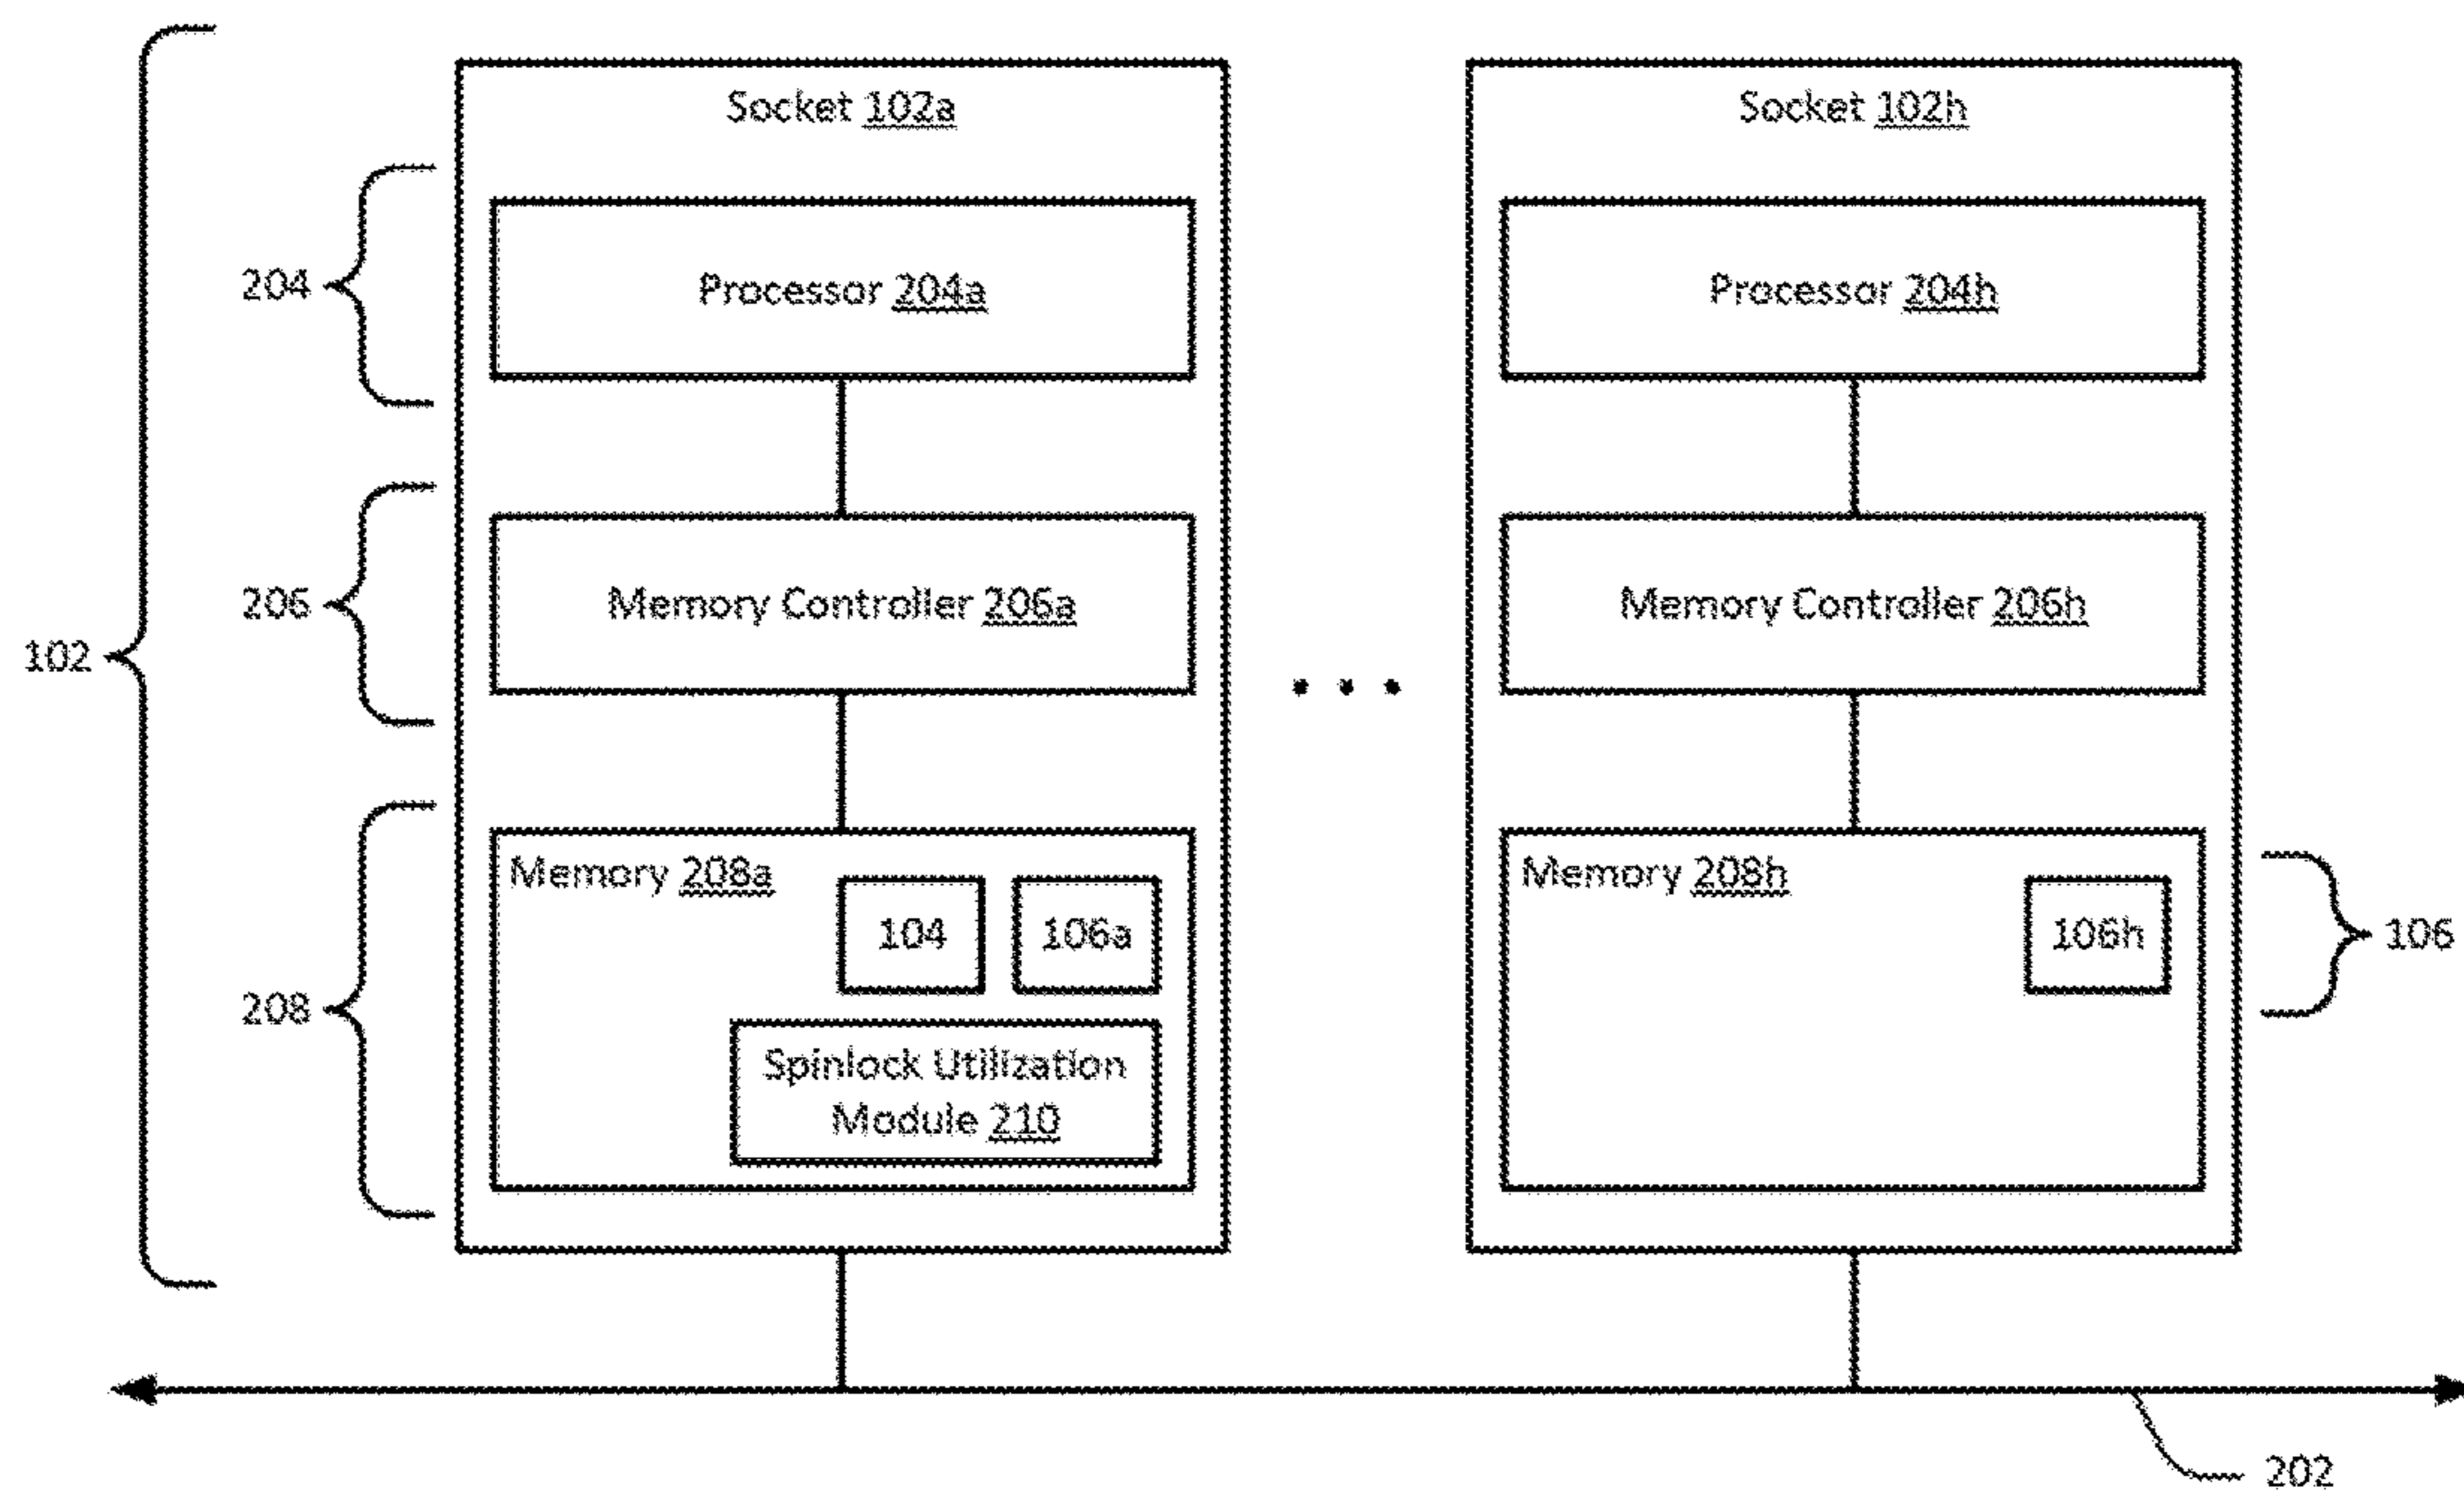 Socket 102a
Socket 102h
204
Processor 204a
Processor 204h
206
Memory Controller 206a
Memory Controller 206h
102
Memory 208a
Memory 208h
104
106a
106h
106
208
Spinlock Utilization
Module 210
202